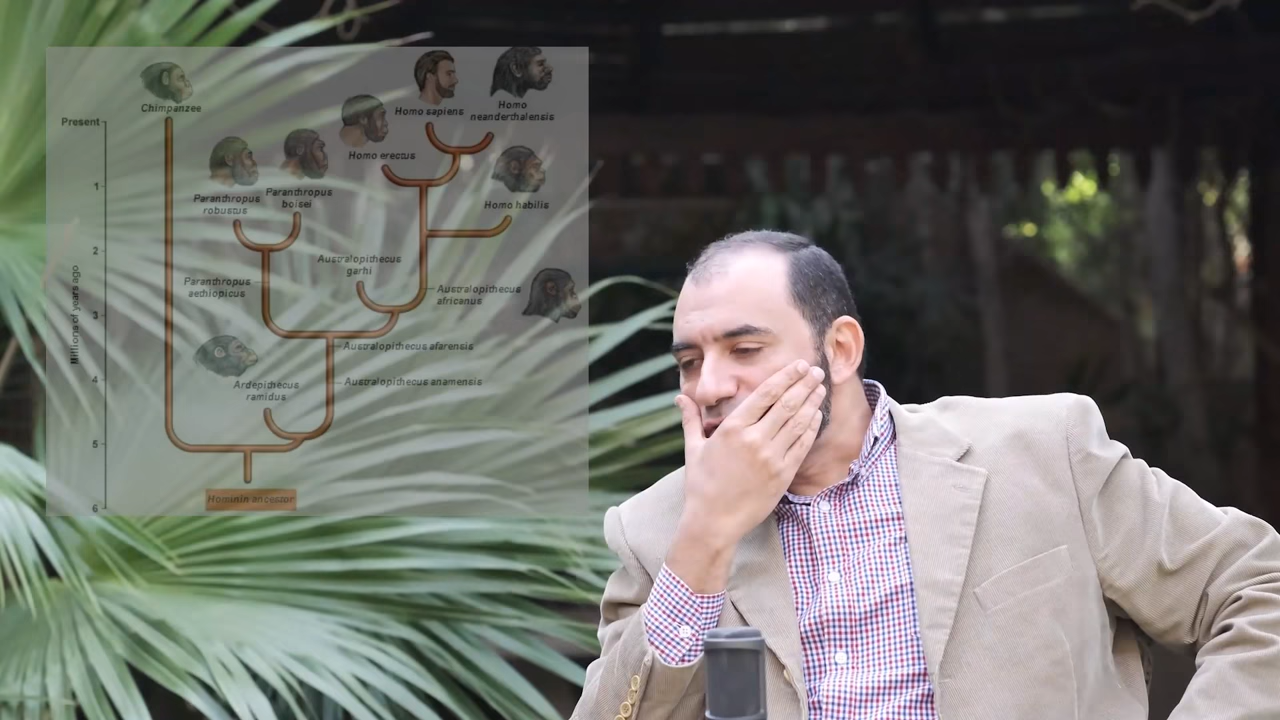 Chimpanzee
Homo sapiens
Homo
neanderthalensis
Present
Homo erectus
1
Paranthropus
robustus
Paranthropus
boisei
Homo habilis
2
Australopithecus
garhi
Paranthropus
aethiopicus
Australopithecus
africanus
3
Millions of years ago
Australopithecus afarensis
4
Ardepithecus
ramidus
Australopithecus anamensis
5
Hominin ancestor
6